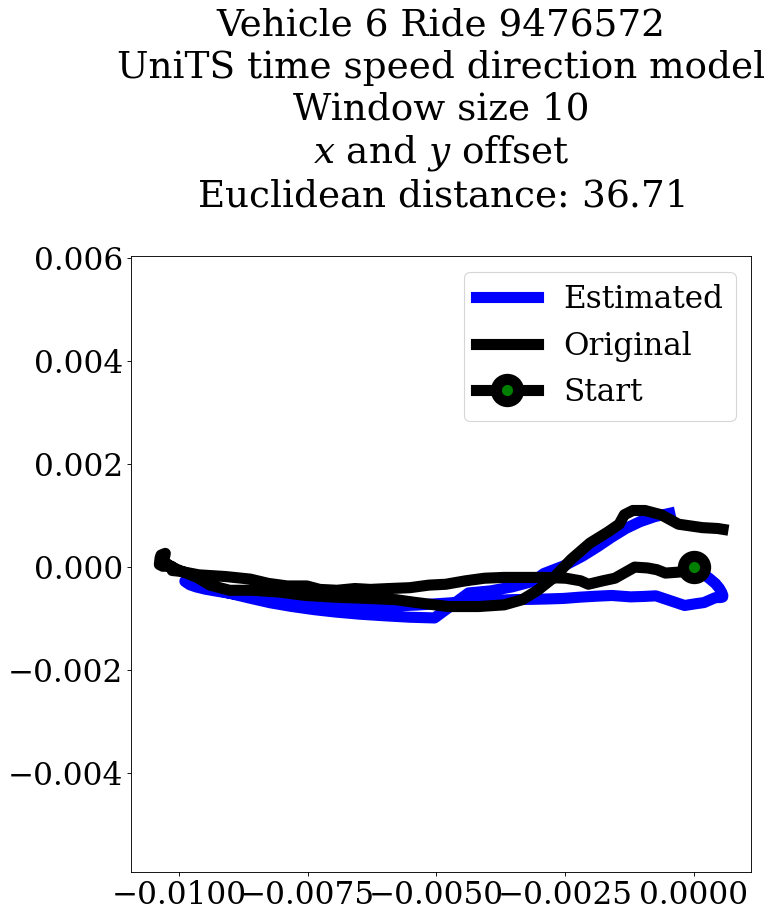 Vehicle 6 Ride 9476572
UniTS time speed direction model
Window size 10
x and y offset
Euclidean distance: 36.71
0.006
0.004
0.002
0.000
−0.002
−0.004
Estimated
Original
Start
−0.0100 −0.0075 −0.0050 −0.0025 0.0000